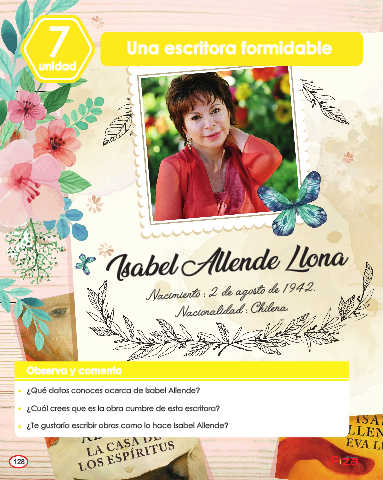 7
unidad
Una escritora formidable
Isabel Allende Llona
Nacimiento : 2 de agosto de 1942.
Nacionalidad : Chilena
Observa y comenta
¿Qué datos conoces acerca de Isabel Allende?
¿Cuál crees que es la obra cumbre de esta escritora?
¿Te gustaría escribir obras como lo hace Isabel Allende?
LA CASA DE
LOS ESPÍRITUS
ISA
ALLEN
EVA LU
128